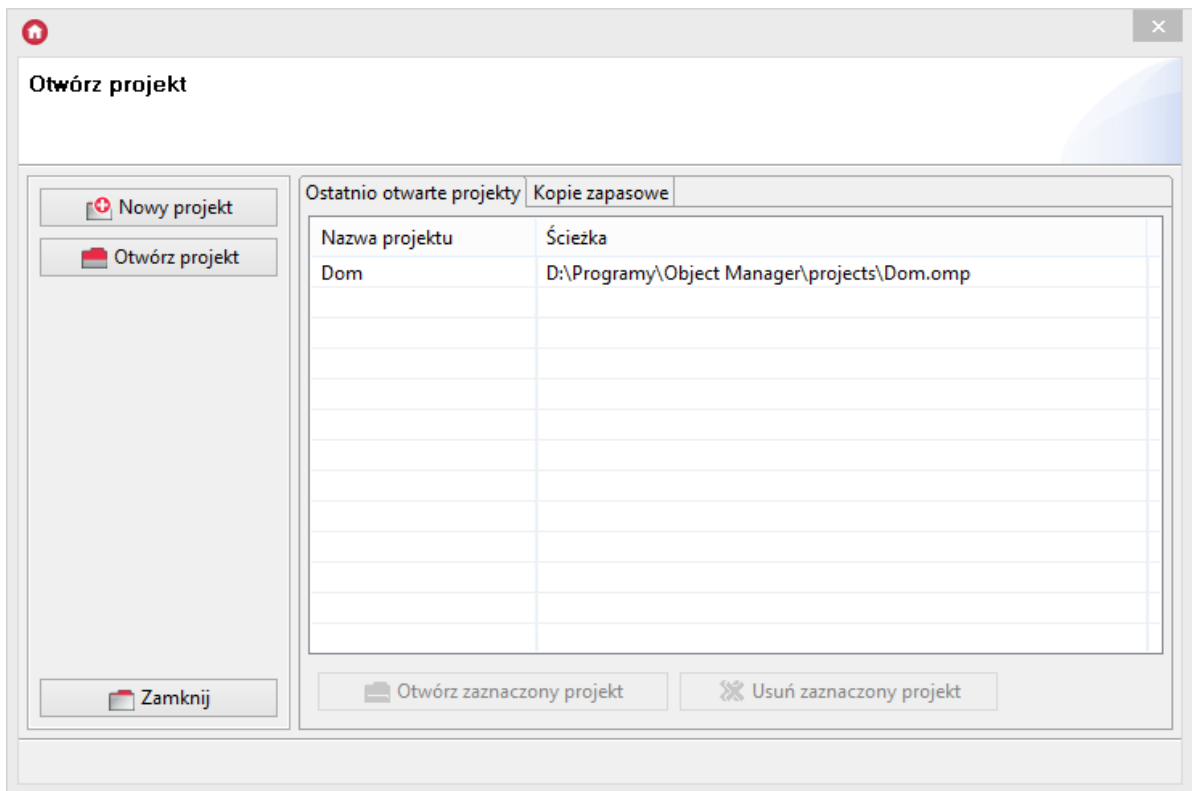 Otwórz projekt
Nowy projekt
Otwórz projekt
Zamknij
Ostatnio otwarte projekty Kopie zapasowe
Nazwa projektu Ścieżka
Dom D:\Programy\Object Manager\projects\Dom.omp
Otwórz zaznaczony projekt Usuń zaznaczony projekt